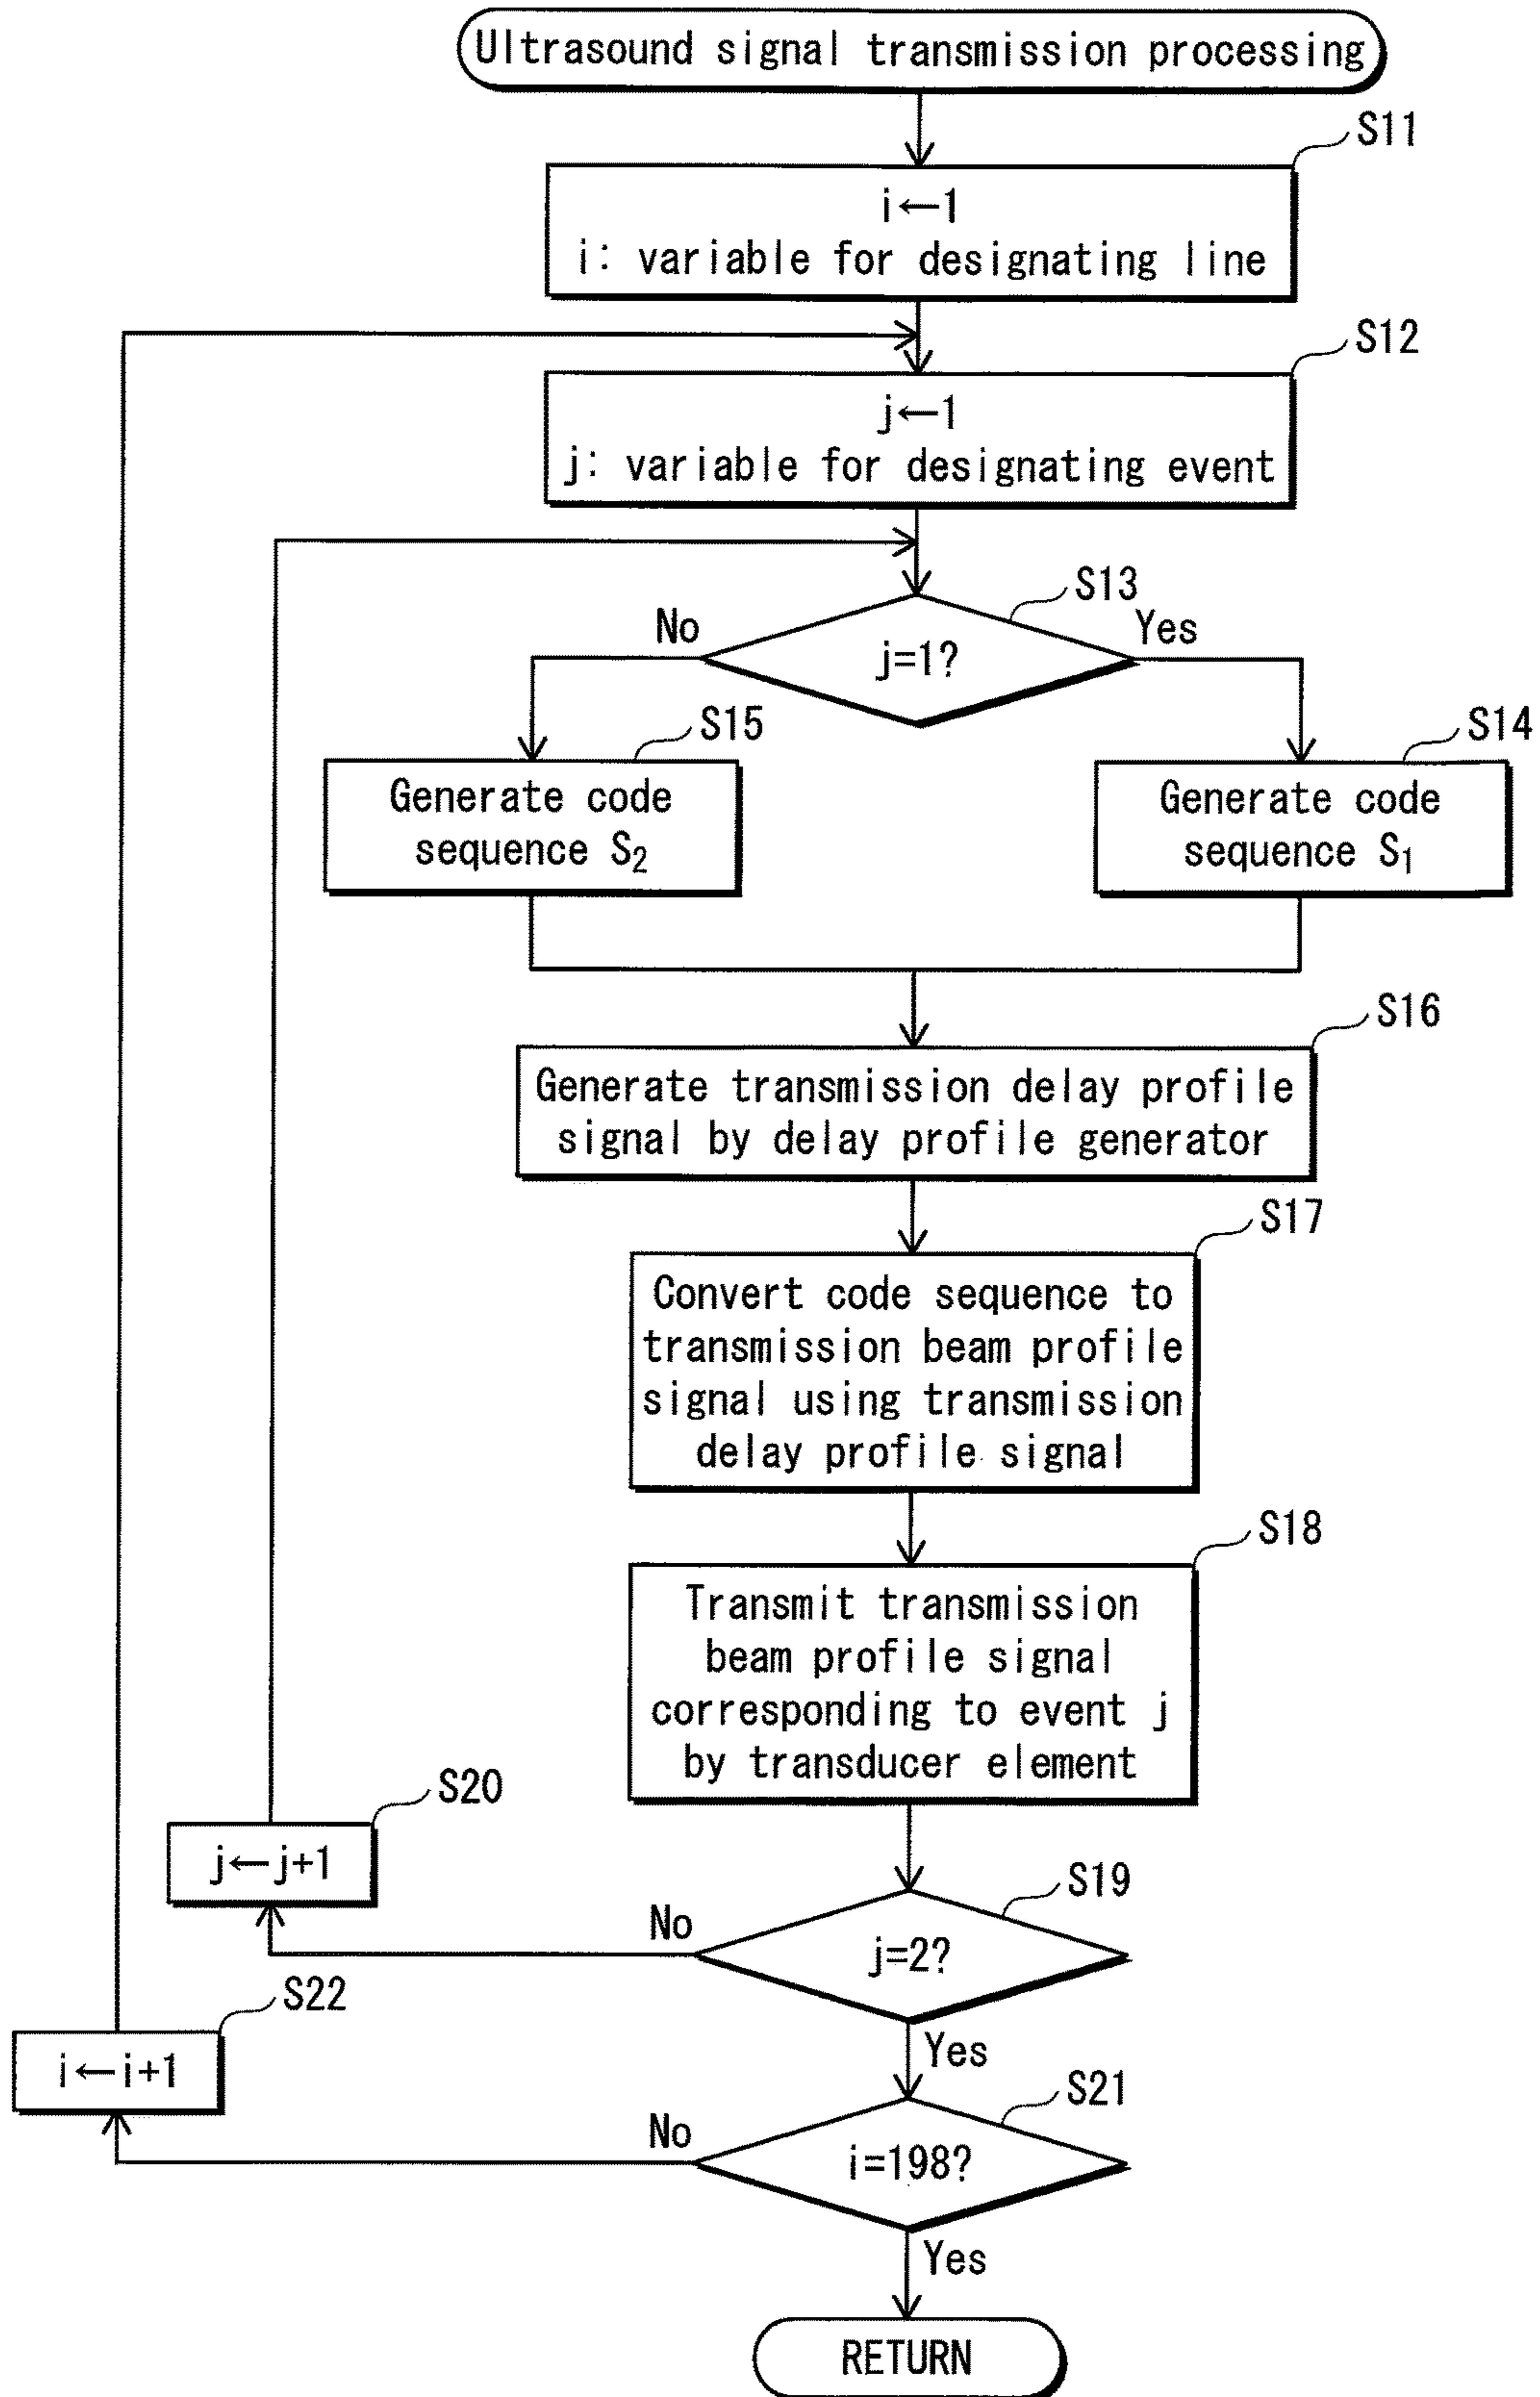 Ultrasound signal transmission processing
S11
i←1
i: variable for designating line
S12
j←1
j: variable for designating event
S13
No
Yes
j=1?
S15
S14
Generate code
sequence S₂
Generate code
sequence S₁
S16
Generate transmission delay profile
signal by delay profile generator
S17
Convert code sequence to
transmission beam profile
signal using transmission
delay profile signal
S18
Transmit transmission
beam profile signal
corresponding to event j
by transducer element
S20
j←j+1
S19
No
j=2?
S22
Yes
i←i+1
S21
No
i=198?
Yes
RETURN